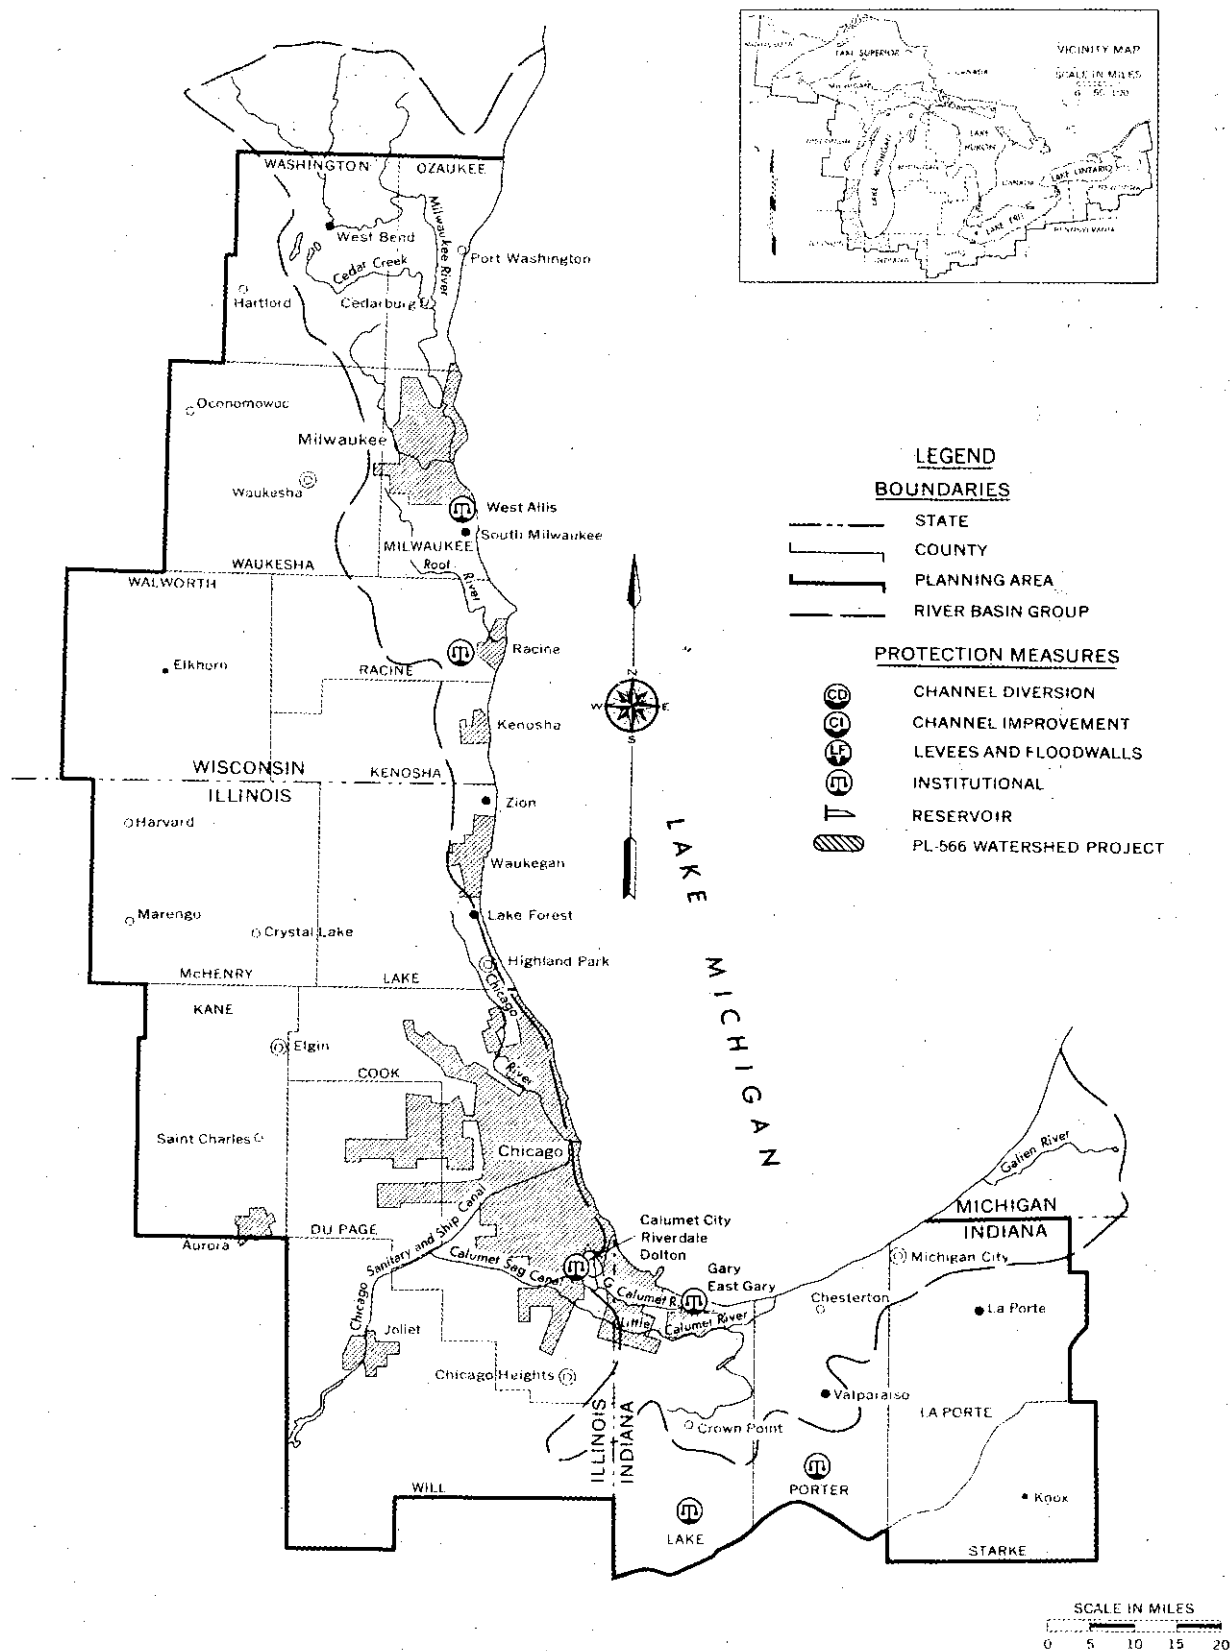 VICINITY MAP
SCALE IN MILES
LAKE SUPERIOR
CANADA
LAKE HURON
LAKE MICHIGAN
LAKE ERIE
PENNSYLVANIA
INDIANA
WASHINGTON
OZAUKEE
West Bend
Milwaukee River
Port Washington
Cedar Creek
Hartford
Cedarburg
Oconomowoc
Milwaukee
Waukesha
West Allis
South Milwaukee
MILWAUKEE
WAUKESHA
Root River
WALWORTH
Elkhorn
Racine
RACINE
Kenosha
WISCONSIN
KENOSHA
ILLINOIS
Zion
Harvard
Waukegan
Marengo
Lake Forest
Crystal Lake
Highland Park
McHENRY
LAKE
Chicago River
KANE
Elgin
COOK
Saint Charles
Chicago
DU PAGE
Aurora
Chicago Sanitary and Ship Canal
Calumet Sag Canal
Calumet City
Riverdale
Dolton
Gary
East Gary
G Calumet R.
Little Calumet River
Joliet
Chicago Heights
ILLINOIS
INDIANA
WILL
LAKE
PORTER
Crown Point
Valparaiso
Chesterton
Michigan City
La Porte
LA PORTE
Knox
STARKE
Galien River
MICHIGAN
INDIANA
LAKE MICHIGAN
N
W E
S
LEGEND
BOUNDARIES
STATE
COUNTY
PLANNING AREA
RIVER BASIN GROUP
PROTECTION MEASURES
CD CHANNEL DIVERSION
CI CHANNEL IMPROVEMENT
LF LEVEES AND FLOODWALLS
INSTITUTIONAL
RESERVOIR
PL-566 WATERSHED PROJECT
SCALE IN MILES
0 5 10 15 20